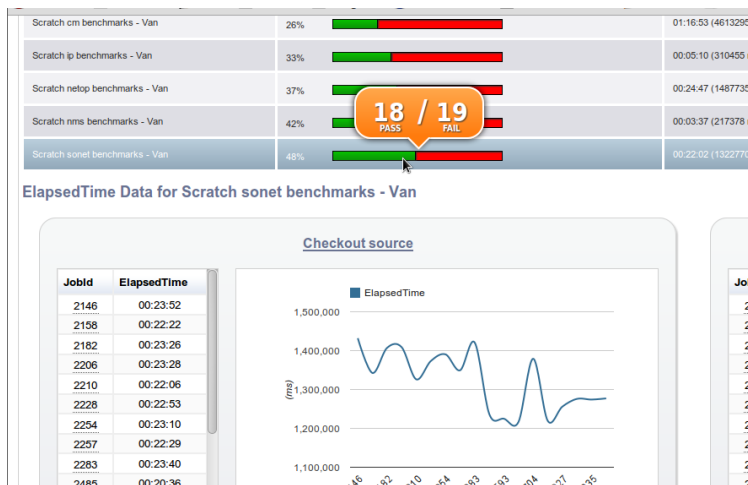 Scratch cm benchmarks - Van 26% 01:16:53 (4613295
Scratch ip benchmarks - Van 33% 00:05:10 (310455
Scratch netop benchmarks - Van 37% 00:24:47 (1487735
18 / 19
PASS FAIL
Scratch nms benchmarks - Van 42% 00:03:37 (217378
Scratch sonet benchmarks - Van 48% 00:22:02 (1322770
ElapsedTime Data for Scratch sonet benchmarks - Van
Checkout source
JobId ElapsedTime
2146 00:23:52
2158 00:22:22
2182 00:23:26
2206 00:23:28
2210 00:22:06
2228 00:22:53
2254 00:23:10
2257 00:22:29
2283 00:23:40
2485 00:20:36
ElapsedTime
1,500,000
1,400,000
1,300,000
1,200,000
1,100,000
(ms)